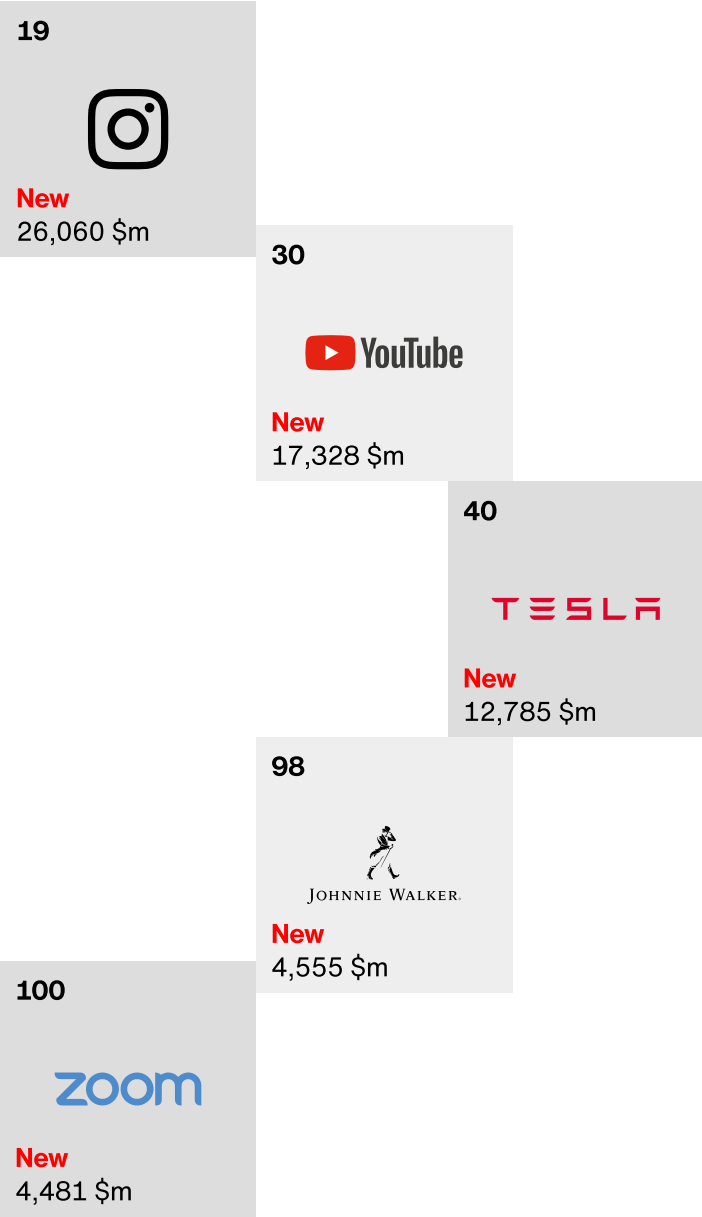 19
New
26,060 $m
30
YouTube
New
17,328 $m
40
TESLA
New
12,785 $m
98
JOHNNIE WALKER.
New
4,555 $m
100
zoom
New
4,481 $m